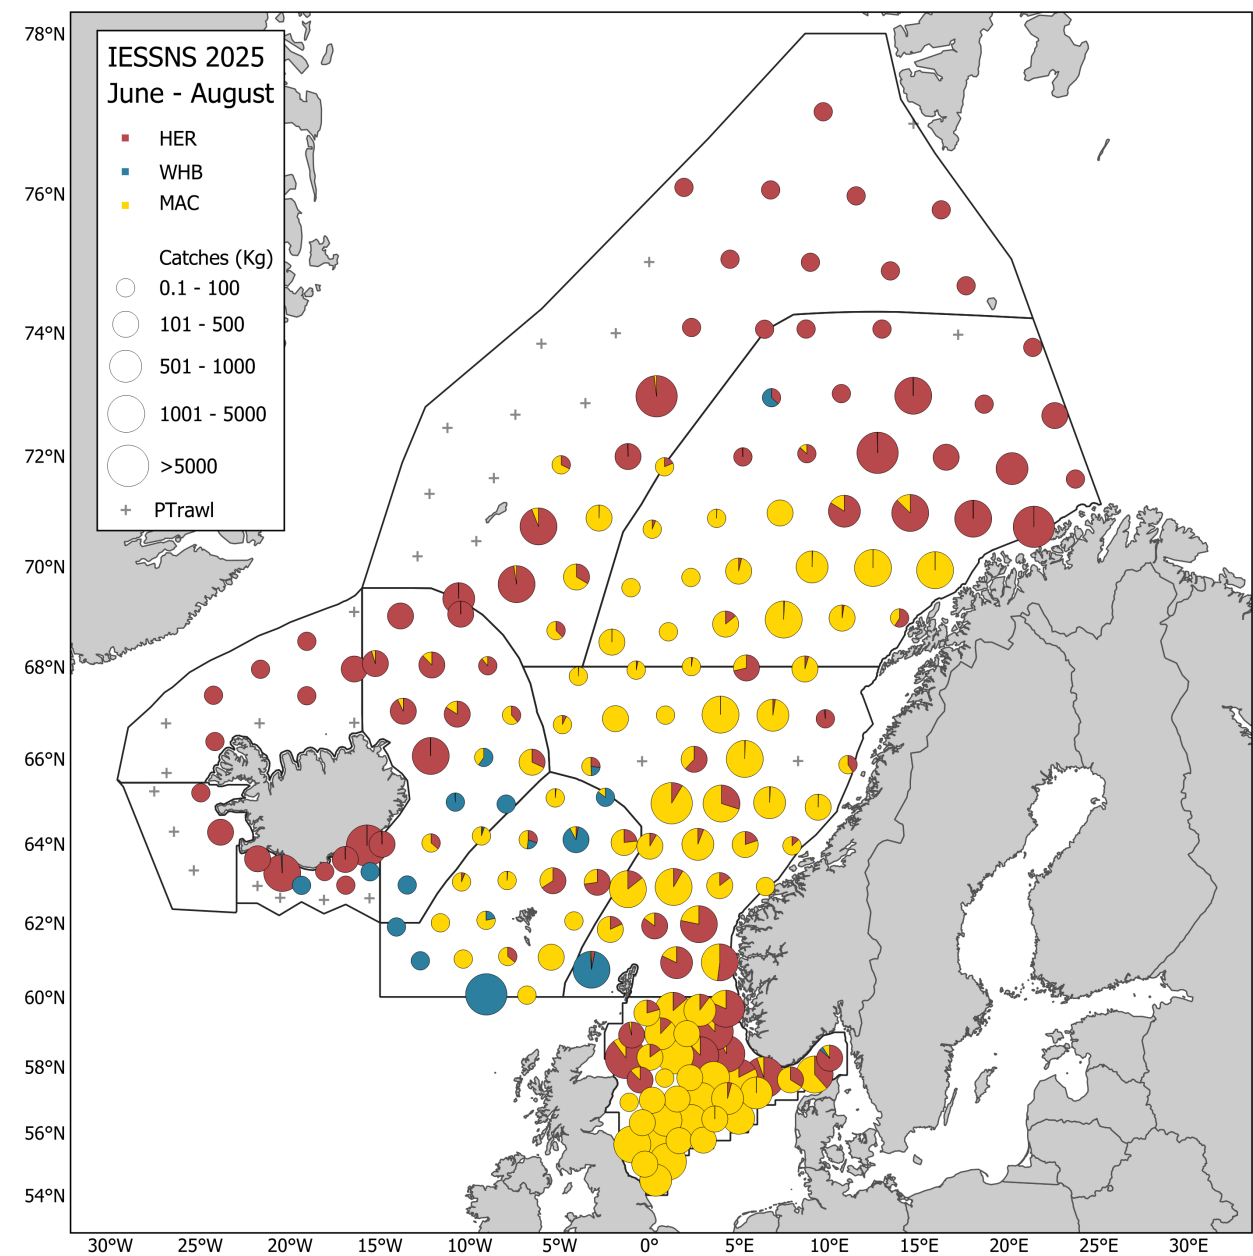 IESSNS 2025
June - August
HER
WHB
MAC
Catches (Kg)
0.1 - 100
101 - 500
501 - 1000
1001 - 5000
>5000
PTrawl
78°N
76°N
74°N
72°N
70°N
68°N
66°N
64°N
62°N
60°N
58°N
56°N
54°N
30°W 25°W 20°W 15°W 10°W 5°W 0° 5°E 10°E 15°E 20°E 25°E 30°E